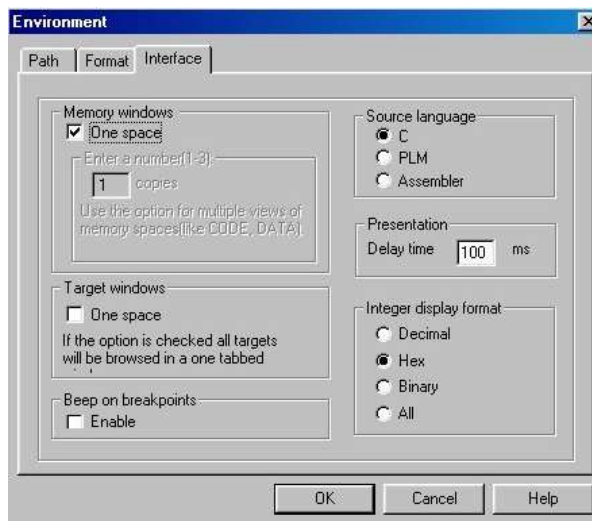 Environment
Path
Format
Interface
Memory windows
One space
Enter a number(1-3):
1 copies
Use the option for multiple views of
memory spaces(like CODE, DATA).
Target windows
One space
If the option is checked all targets
will be browsed in a one tabbed
Beep on breakpoints
Enable
Source language
C
PLM
Assembler
Presentation
Delay time 100 ms
Integer display format
Decimal
Hex
Binary
All
OK
Cancel
Help